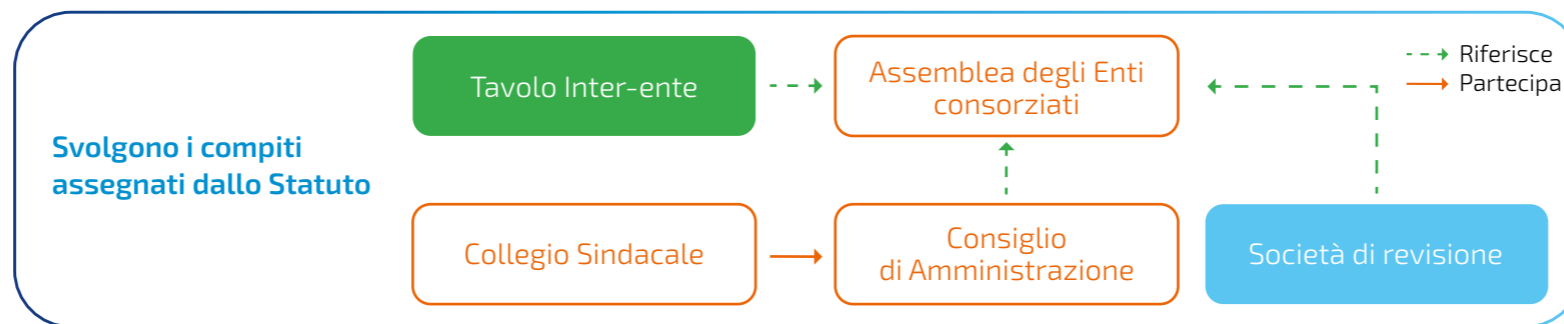 Svolgono i compiti
assegnati dallo Statuto
Tavolo Inter-ente
Assemblea degli Enti
consorziati
Riferisce
Partecipa
Collegio Sindacale
Consiglio
di Amministrazione
Società di revisione